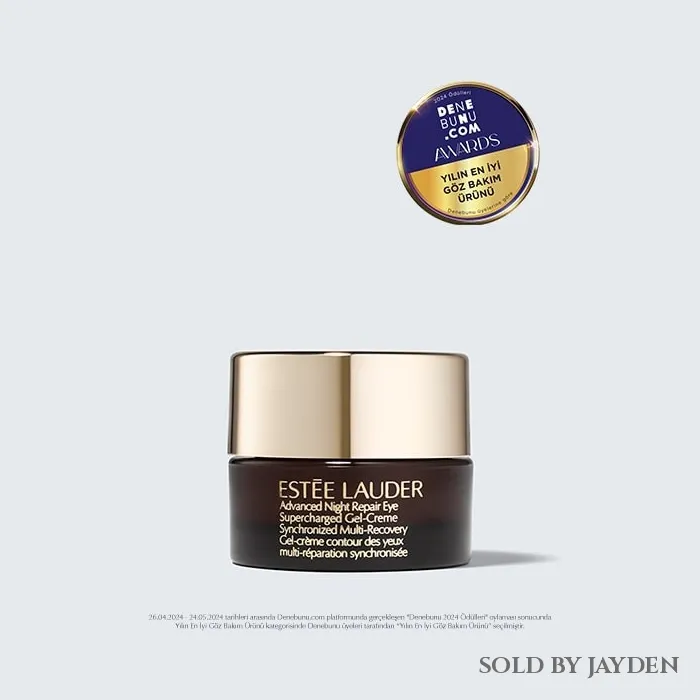 2024 Ödülleri
DENE
BUNU
.COM
AWARDS
YILIN EN İYİ
GÖZ BAKIM
ÜRÜNÜ
Denebunu üyelerine göre
ESTĒE LAUDER
Advanced Night Repair Eye
Supercharged Gel-Creme
Synchronized Multi-Recovery
Gel-crème contour des yeux
multi-réparation synchronisée
26.04.2024 - 24.05.2024 tarihleri arasında Denebunu.com platformunda gerçekleşen "Denebunu 2024 Ödülleri" oylaması sonucunda
Yılın En İyi Göz Bakım Ürünü kategorisinde Denebunu üyeleri tarafından "Yılın En İyi Göz Bakım Ürünü" seçilmiştir.
SOLD BY JAYDEN